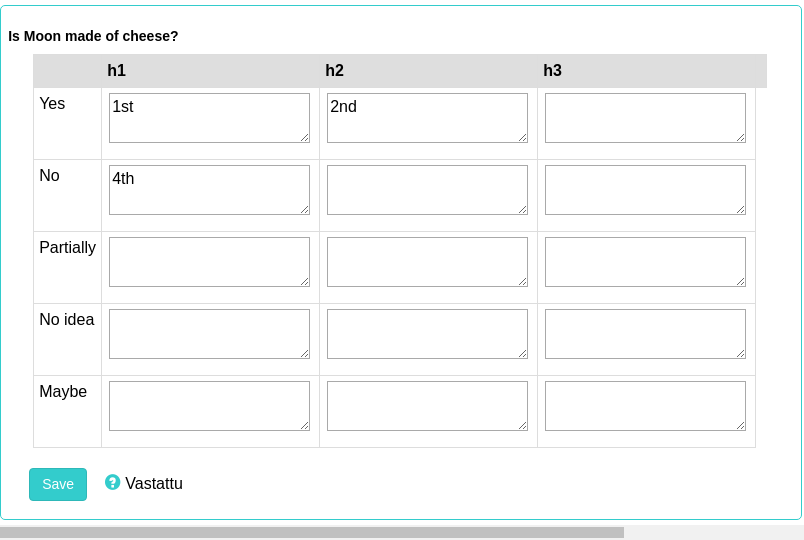 Is Moon made of cheese?
h1 h2 h3
Yes 1st 2nd
No 4th
Partially
No idea
Maybe
Save ? Vastattu